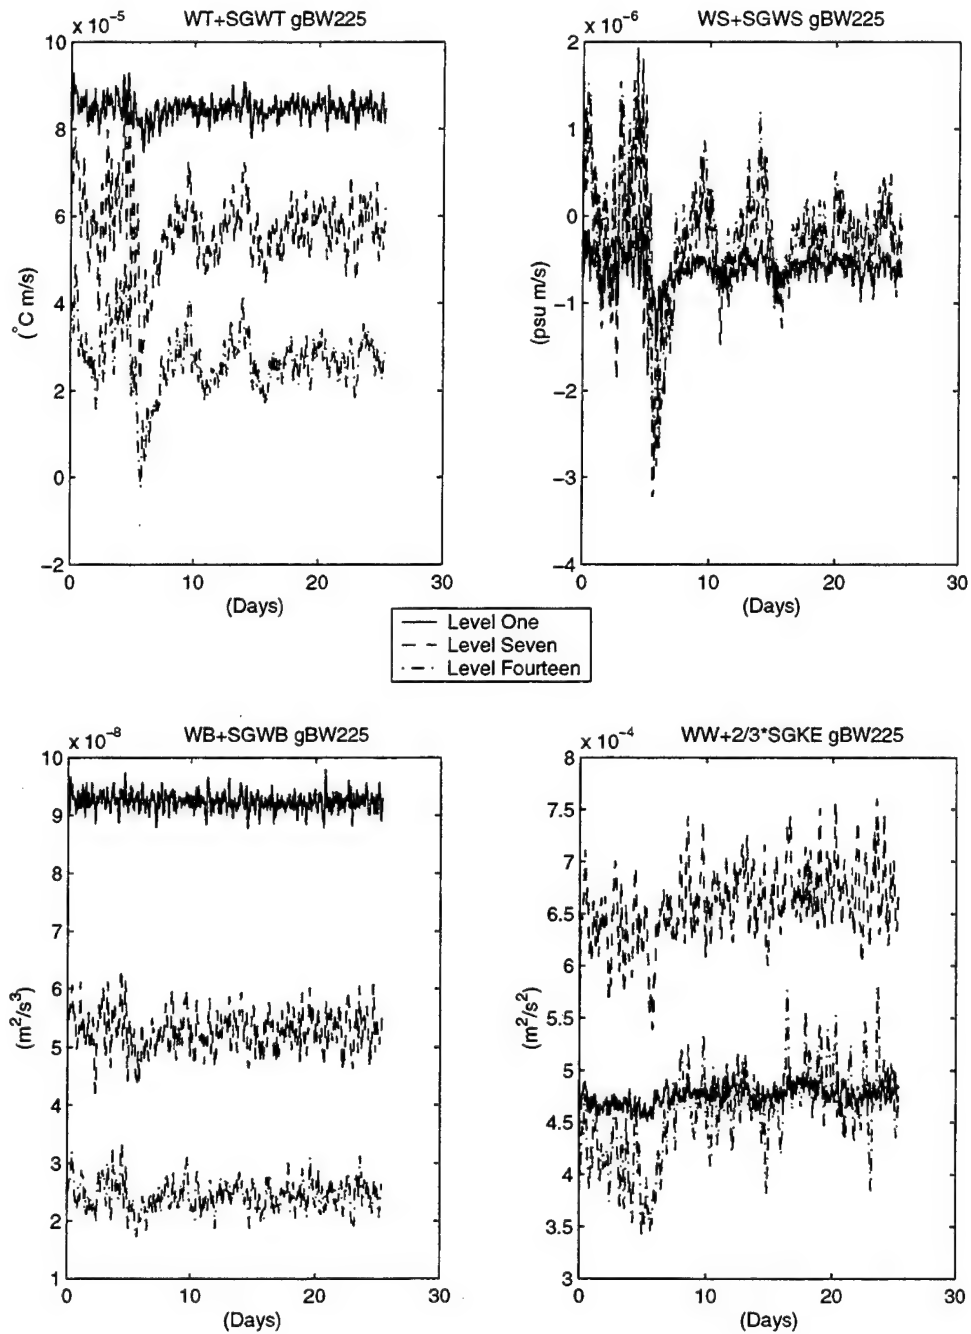 x 10⁻⁵
WT+SGWT gBW225
10
8
6
4
2
0
−2
(°C m/s)
0
10
20
30
(Days)
x 10⁻⁶
WS+SGWS gBW225
2
1
0
−1
−2
−3
−4
(psu m/s)
0
10
20
30
(Days)
Level One
Level Seven
Level Fourteen
x 10⁻⁸
WB+SGWB gBW225
10
9
8
7
6
5
4
3
2
1
(m²/s³)
0
10
20
30
(Days)
x 10⁻⁴
WW+2/3*SGKE gBW225
8
7.5
7
6.5
6
5.5
5
4.5
4
3.5
3
(m²/s²)
0
10
20
30
(Days)